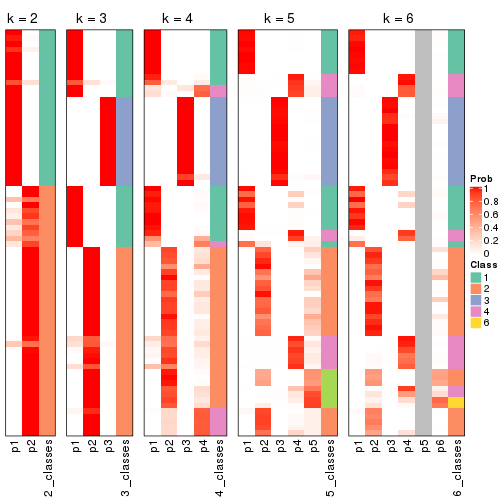 k = 2
k = 3
k = 4
k = 5
k = 6
p1
p2
2_classes
p1
p2
p3
3_classes
p1
p2
p3
p4
4_classes
p1
p2
p3
p4
p5
5_classes
p1
p2
p3
p4
p5
p6
6_classes
Prob
1
0.8
0.6
0.4
0.2
0
Class
1
2
3
4
6